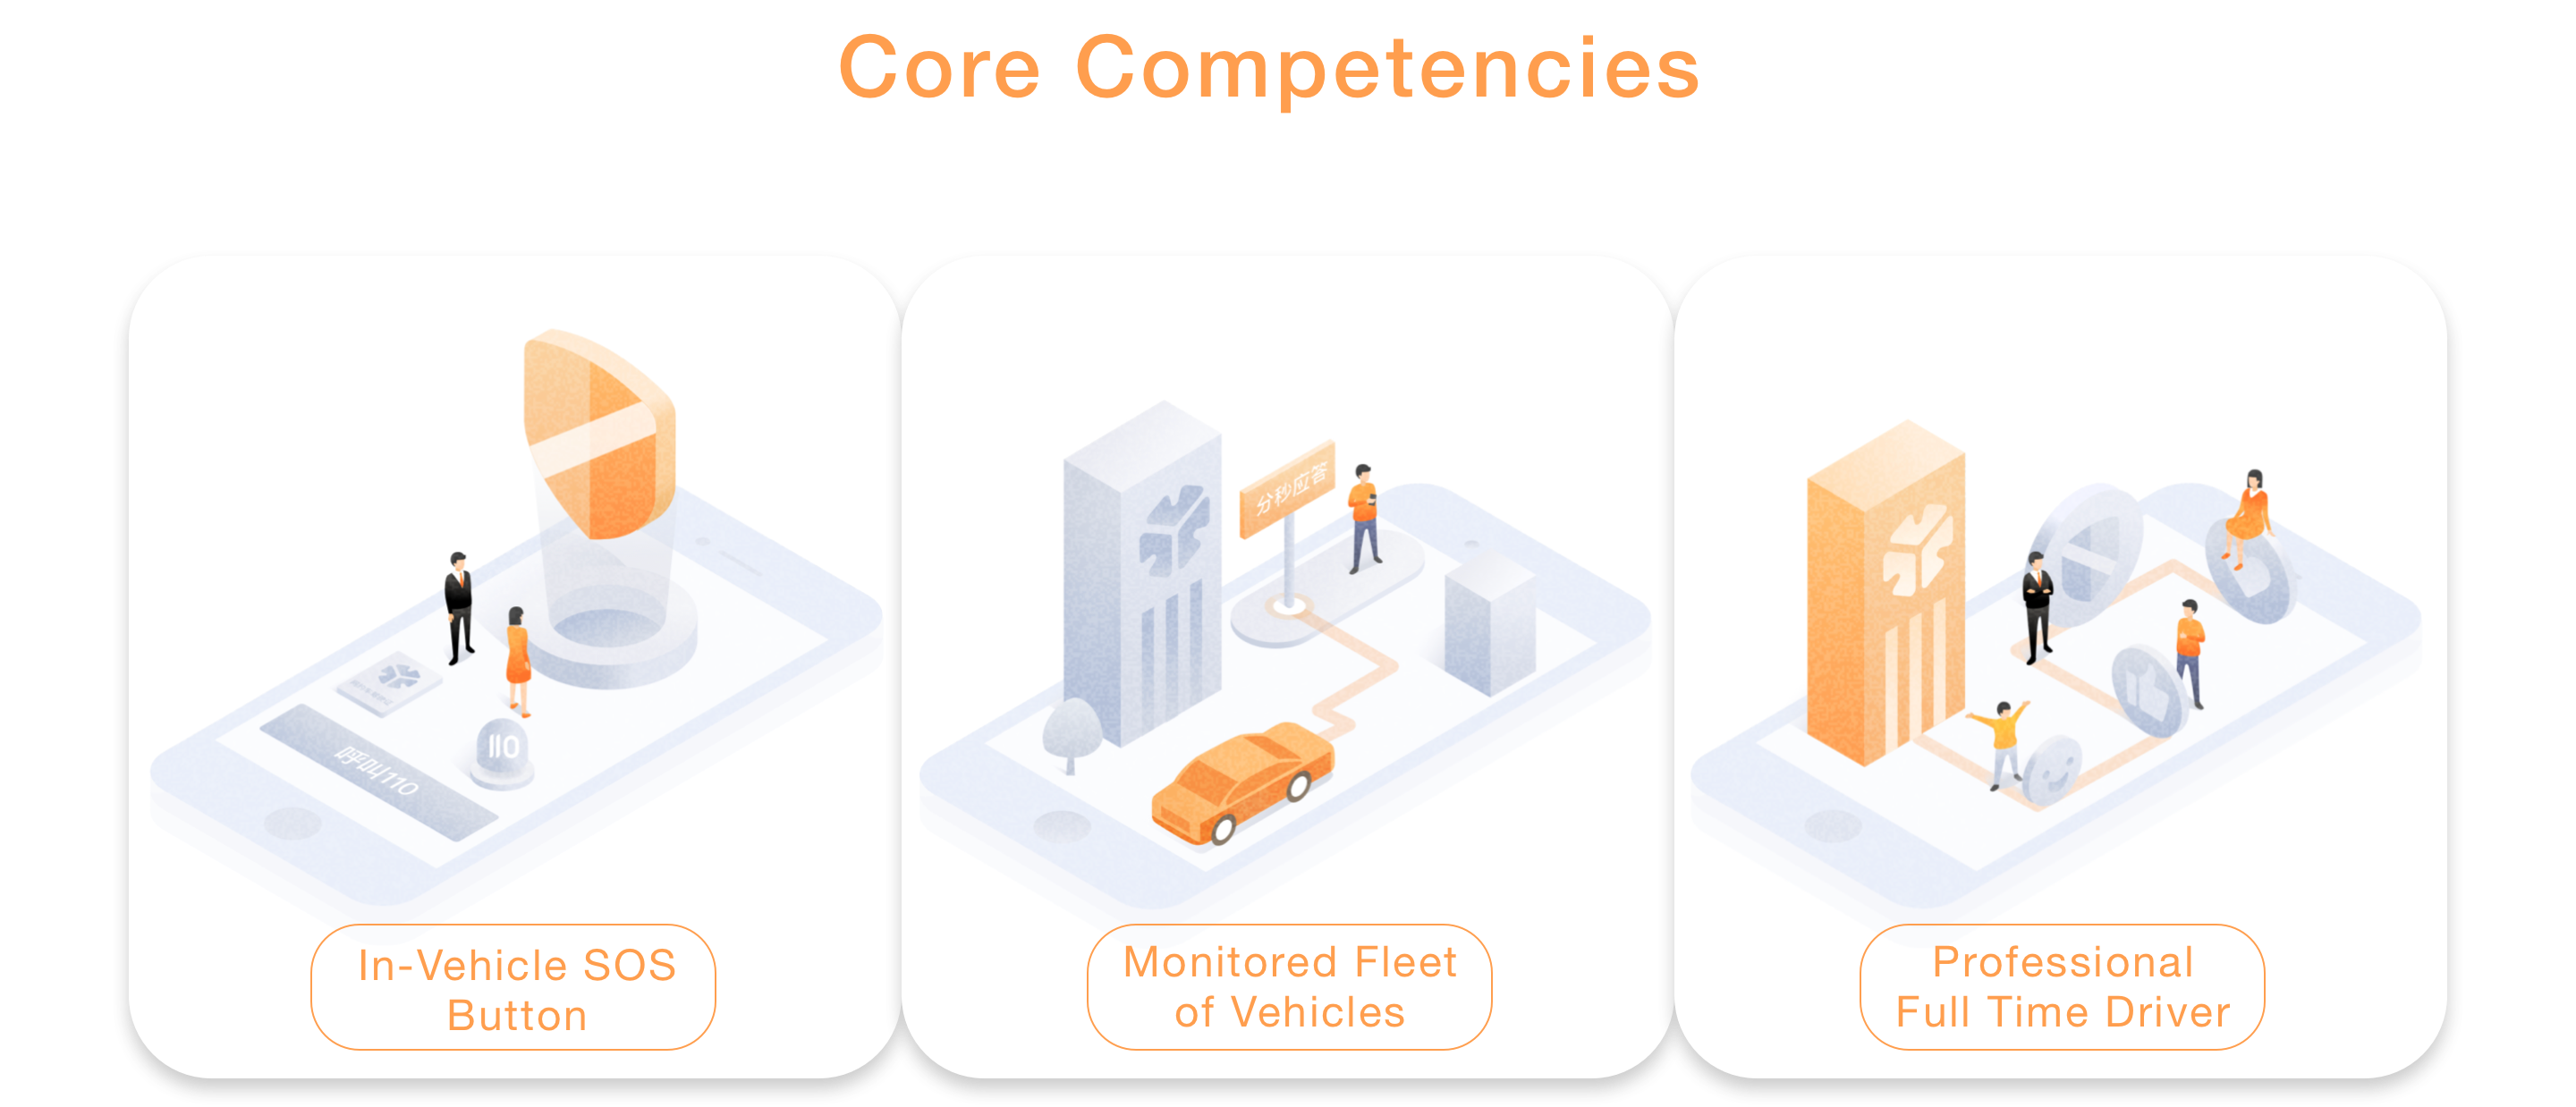 Core Competencies
呼叫110
110
分秒应答
In-Vehicle SOS
Button
Monitored Fleet
of Vehicles
Professional
Full Time Driver